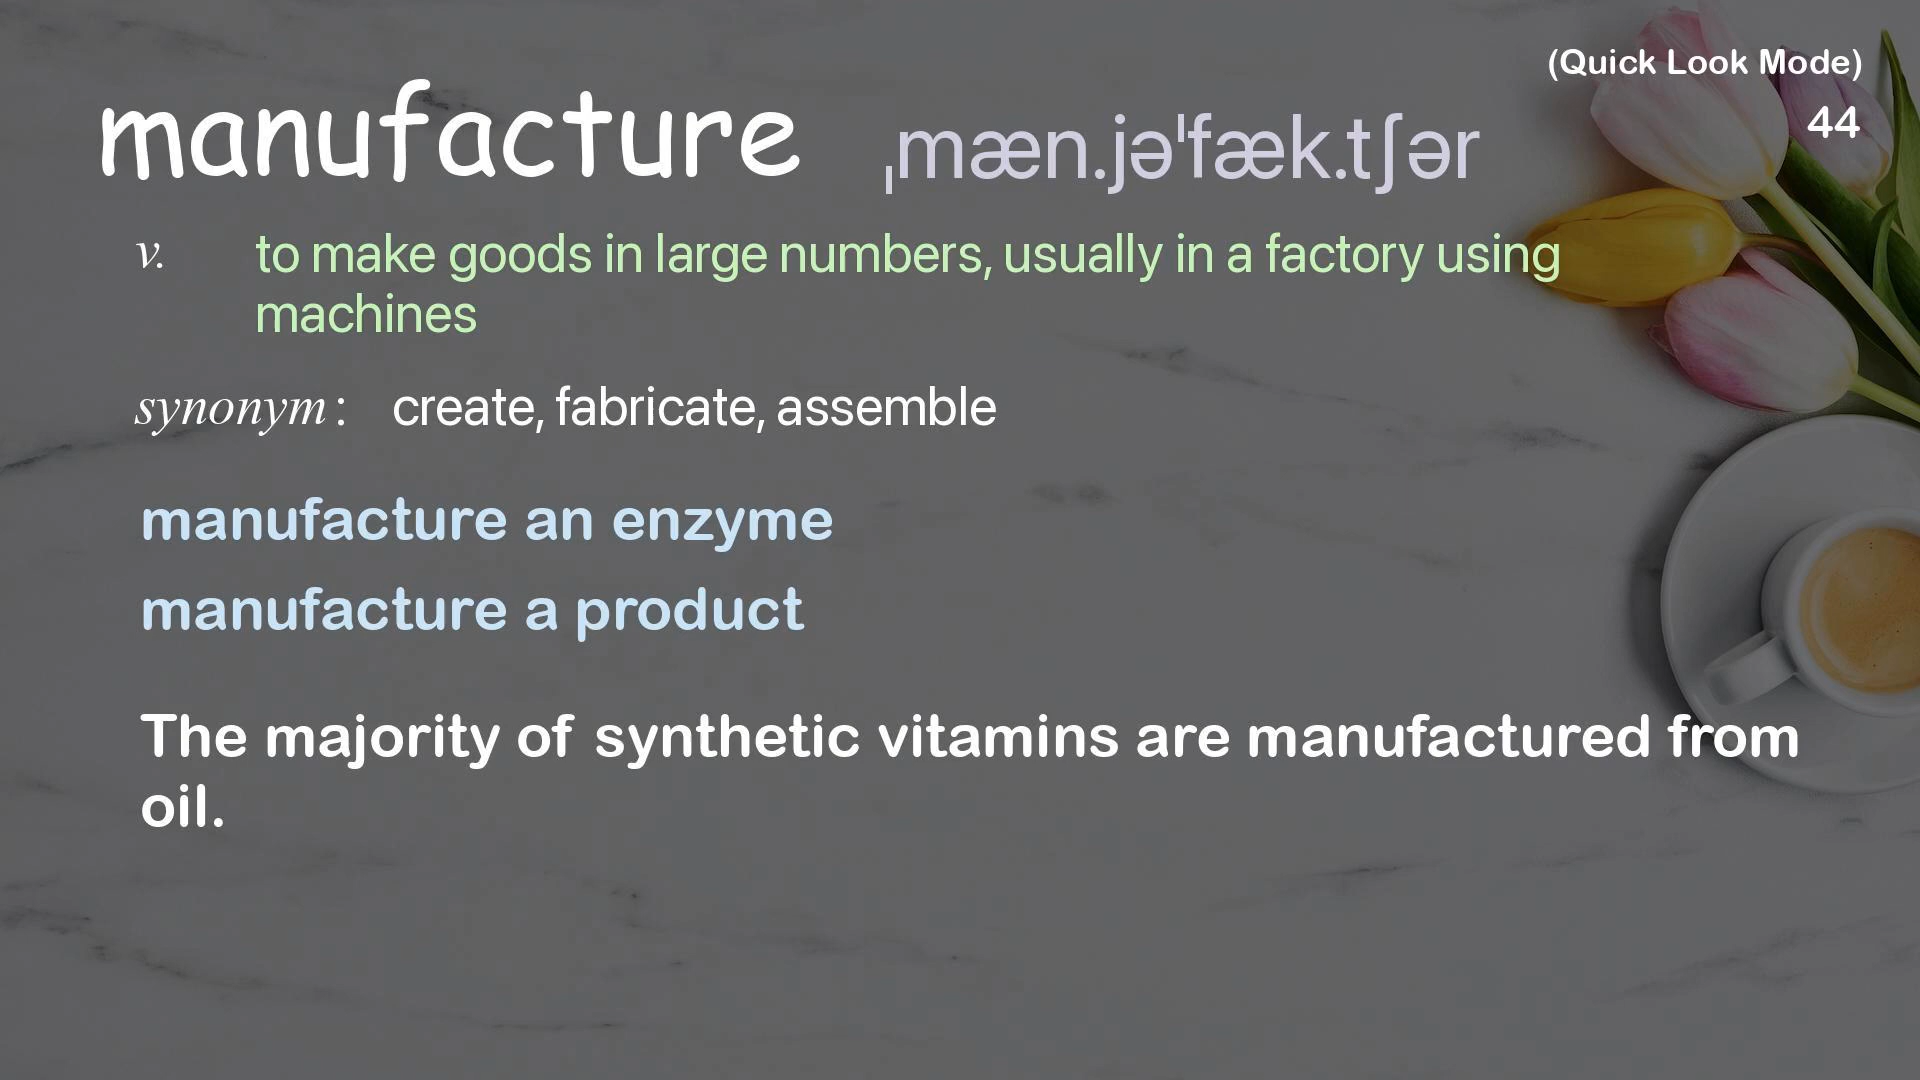 (Quick Look Mode)
44
manufacture ˌmæn.jəˈfæk.tʃər
v. to make goods in large numbers, usually in a factory using
machines
synonym : create, fabricate, assemble
manufacture an enzyme
manufacture a product
The majority of synthetic vitamins are manufactured from
oil.